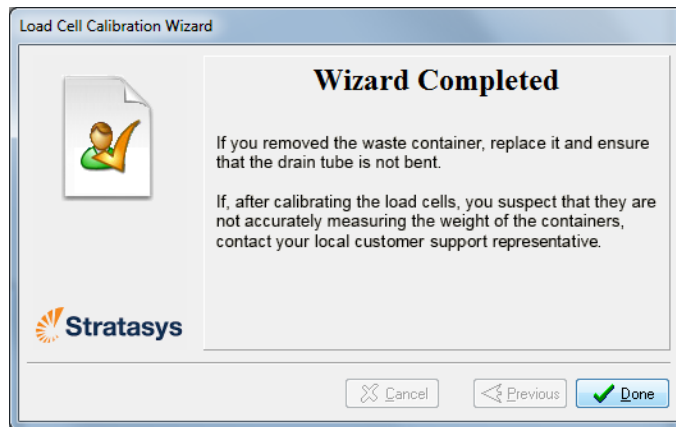 Load Cell Calibration Wizard
Wizard Completed
If you removed the waste container, replace it and ensure
that the drain tube is not bent.
If, after calibrating the load cells, you suspect that they are
not accurately measuring the weight of the containers,
contact your local customer support representative.
Stratasys
Cancel
Previous
Done